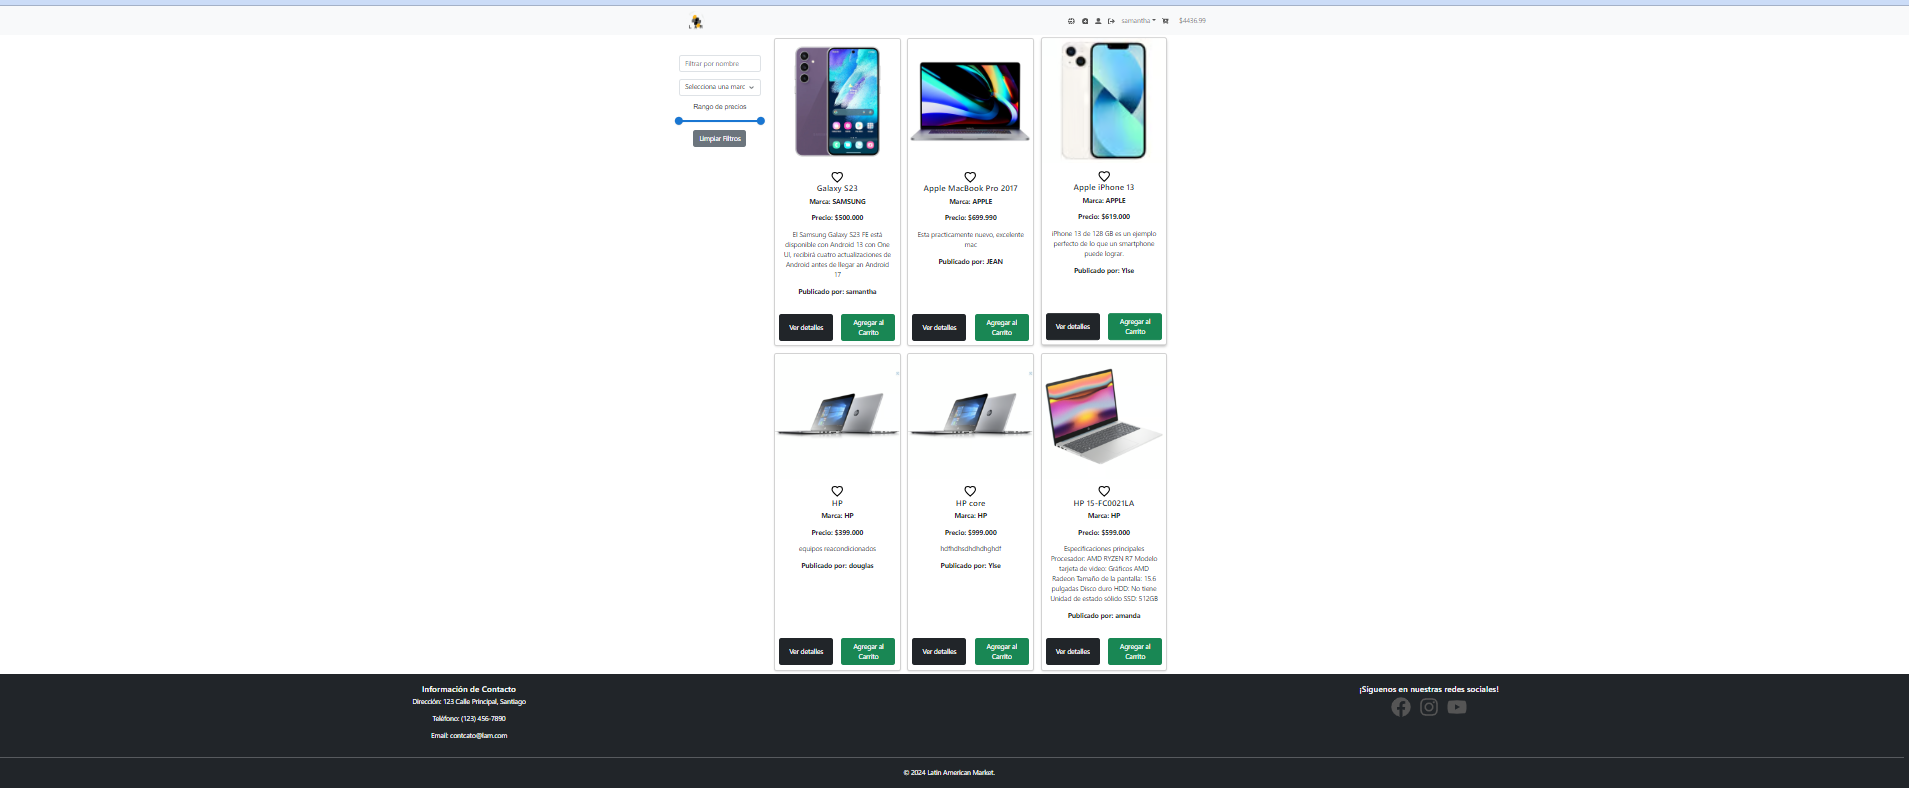 samantha
$4436.99
Filtrar por nombre
Selecciona una marc
Rango de precios
Limpiar Filtros
Galaxy S23
Marca: SAMSUNG
Precio: $500.000
El Samsung Galaxy S23 FE está
disponible con Android 13 con One
UI, recibirá cuatro actualizaciones de
Android antes de llegar an Android
17
Publicado por: samantha
Ver detalles
Agregar al
Carrito
Apple MacBook Pro 2017
Marca: APPLE
Precio: $699.990
Esta practicamente nuevo, excelente
mac
Publicado por: JEAN
Ver detalles
Agregar al
Carrito
Apple iPhone 13
Marca: APPLE
Precio: $619.000
iPhone 13 de 128 GB es un ejemplo
perfecto de lo que un smartphone
puede lograr.
Publicado por: Ylse
Ver detalles
Agregar al
Carrito
HP
Marca: HP
Precio: $399.000
equipos reacondicionados
Publicado por: douglas
Ver detalles
Agregar al
Carrito
HP core
Marca: HP
Precio: $999.000
hdfhdhsdhdhdhghdf
Publicado por: Ylse
Ver detalles
Agregar al
Carrito
HP 15-FC0021LA
Marca: HP
Precio: $599.000
Especificaciones principales
Procesador: AMD RYZEN R7 Modelo
tarjeta de video: Gráficos AMD
Radeon Tamaño de la pantalla: 15.6
pulgadas Disco duro HDD: No tiene
Unidad de estado sólido SSD: 512GB
Publicado por: amanda
Ver detalles
Agregar al
Carrito
Información de Contacto
Dirección: 123 Calle Principal, Santiago
Teléfono: (123) 456-7890
Email: contcato@lam.com
¡Siguenos en nuestras redes sociales!
© 2024 Latin American Market.